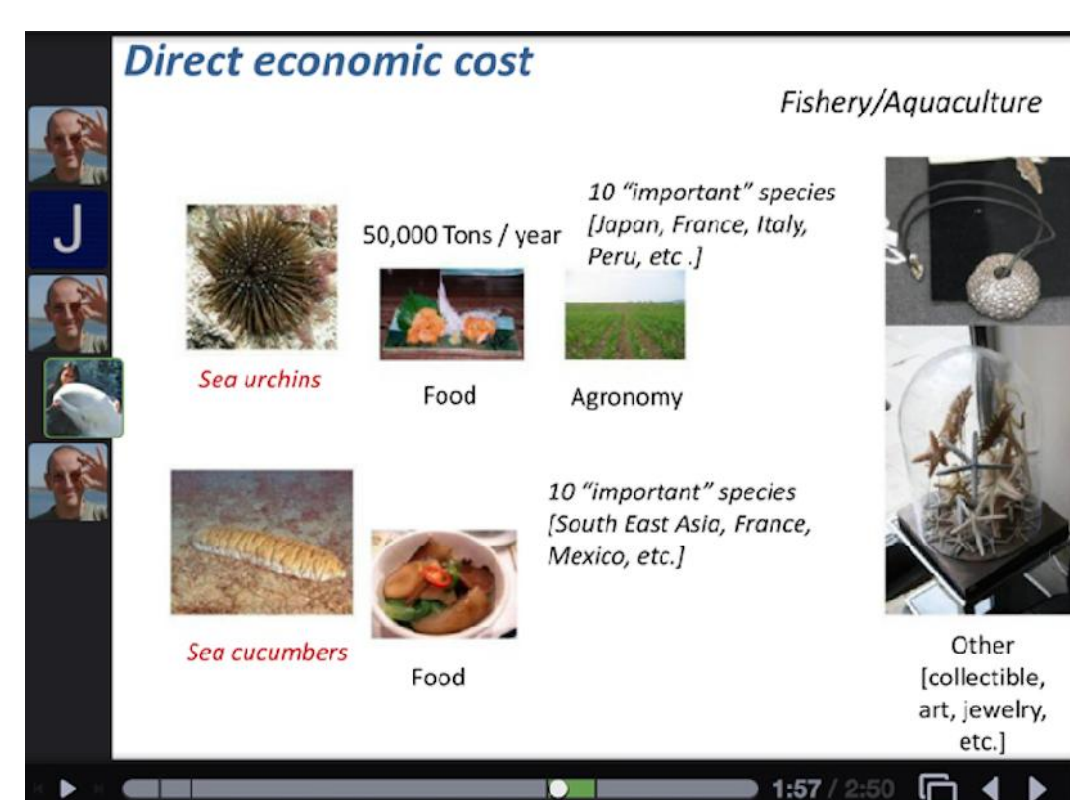 Direct economic cost
Fishery/Aquaculture
J
50,000 Tons / year
10 “important” species
[Japan, France, Italy,
Peru, etc .]
Sea urchins
Food
Agronomy
10 “important” species
[South East Asia, France,
Mexico, etc.]
Sea cucumbers
Food
Other
[collectible,
art, jewelry,
etc.]
1:57 / 2:50